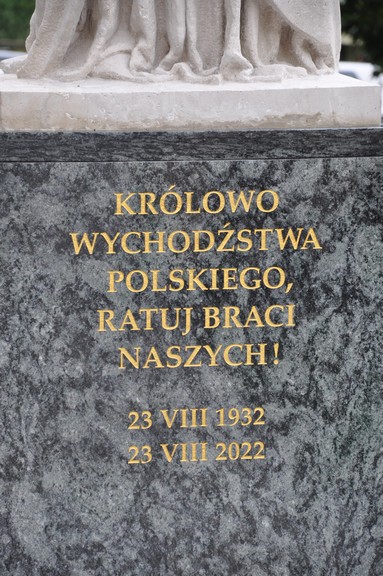 KRÓLOWO
WYCHODŹSTWA
POLSKIEGO,
RATUJ BRACI
NASZYCH!
23 VIII 1932
23 VIII 2022